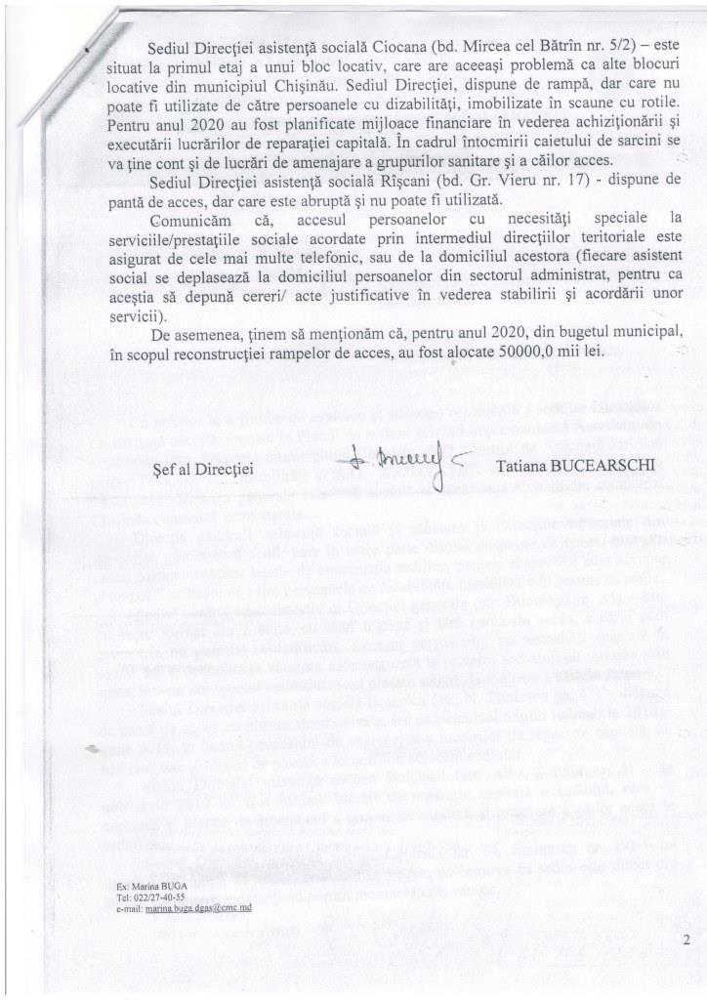 Sediul Direcţiei asistenţă socială Ciocana (bd. Mircea cel Bătrîn nr. 5/2) – este
situat la primul etaj a unui bloc locativ, care are aceeaşi problemă ca alte blocuri
locative din municipiul Chişinău. Sediul Direcţiei, dispune de rampă, dar care nu
poate fi utilizate de către persoanele cu dizabilităţi, imobilizate în scaune cu rotile.
Pentru anul 2020 au fost planificate mijloace financiare în vederea achiziţionării şi
executării lucrărilor de reparaţiei capitală. În cadrul întocmirii caietului de sarcini se
va ţine cont şi de lucrări de amenajare a grupurilor sanitare şi a căilor acces.
Sediul Direcţiei asistenţă socială Rîşcani (bd. Gr. Vieru nr. 17) - dispune de
pantă de acces, dar care este abruptă şi nu poate fi utilizată.
Comunicăm că, accesul persoanelor cu necesităţi speciale la
serviciile/prestaţiile sociale acordate prin intermediul direcţiilor teritoriale este
asigurat de cele mai multe telefonic, sau de la domiciliul acestora (fiecare asistent
social se deplasează la domiciliul persoanelor din sectorul administrat, pentru ca
aceştia să depună cereri/ acte justificative în vederea stabilirii şi acordării unor
servicii).
De asemenea, ţinem să menţionăm că, pentru anul 2020, din bugetul municipal,
în scopul reconstrucţiei rampelor de acces, au fost alocate 50000,0 mii lei.
Şef al Direcţiei Tatiana BUCEARSCHI
Ex: Marina BUGA
Tel: 022/27-40-55
e-mail: marina.buga.dgas@cmc.md
2